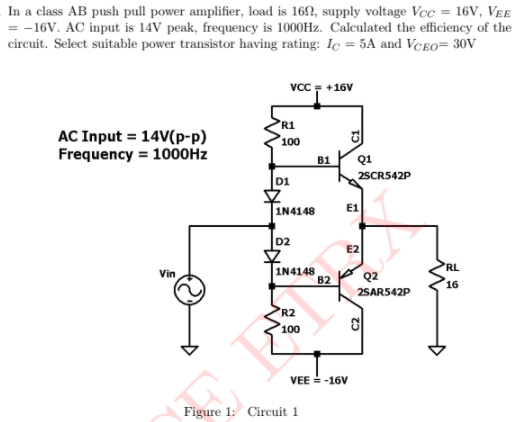 In a class AB push pull power amplifier, load is 16Ω, supply voltage VCC = 16V, VEE
= −16V. AC input is 14V peak, frequency is 1000Hz. Calculated the efficiency of the
circuit. Select suitable power transistor having rating: IC = 5A and VCEO= 30V
VCC = +16V
R1
100
AC Input = 14V(p-p)
Frequency = 1000Hz
C1
B1
Q1
2SCR542P
D1
1N4148
E1
D2
E2
1N4148
Vin
B2
Q2
2SAR542P
RL
16
R2
100
C2
VEE = -16V
CE ETRX
Figure 1: Circuit 1